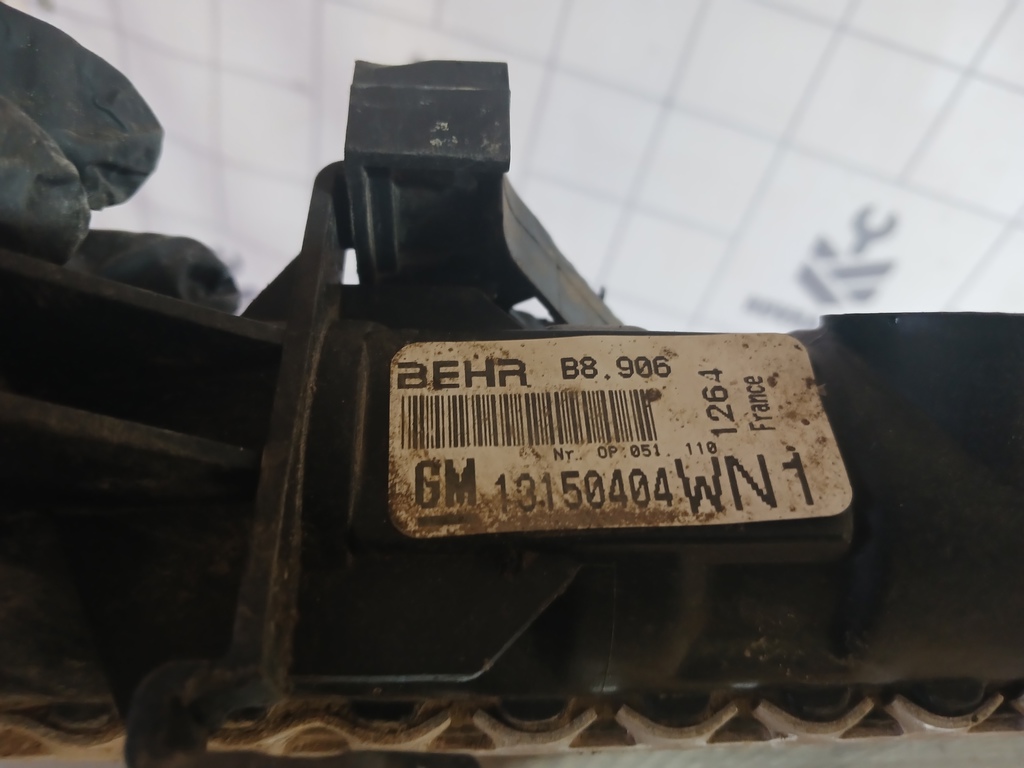 BEHR B8.906
1264
France
Nr. OP 051 110
GM 13150404 WN1